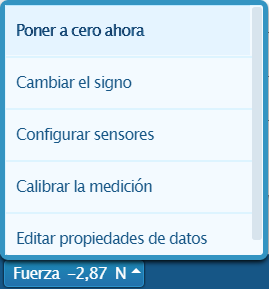 Poner a cero ahora
Cambiar el signo
Configurar sensores
Calibrar la medición
Editar propiedades de datos
Fuerza −2,87 N